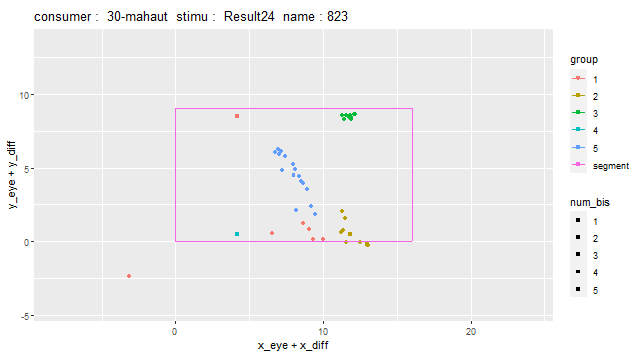 consumer : 30-mahaut stimu : Result24 name : 823
y_eye + y_diff
10
5
0
-5
0
10
20
x_eye + x_diff
group
1
2
3
4
5
segment
num_bis
1
2
3
4
5